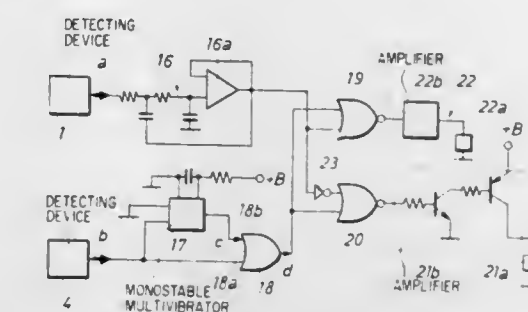 DETECTING
DEVICE
a
16
16a
1
19
AMPLIFIER
22b
22
22a
+B
23
DETECTING
DEVICE
b
4
+B
18b
17
c
18a
18
d
MONOSTABLE
MULTIVIBRATOR
20
21b
AMPLIFIER
21a